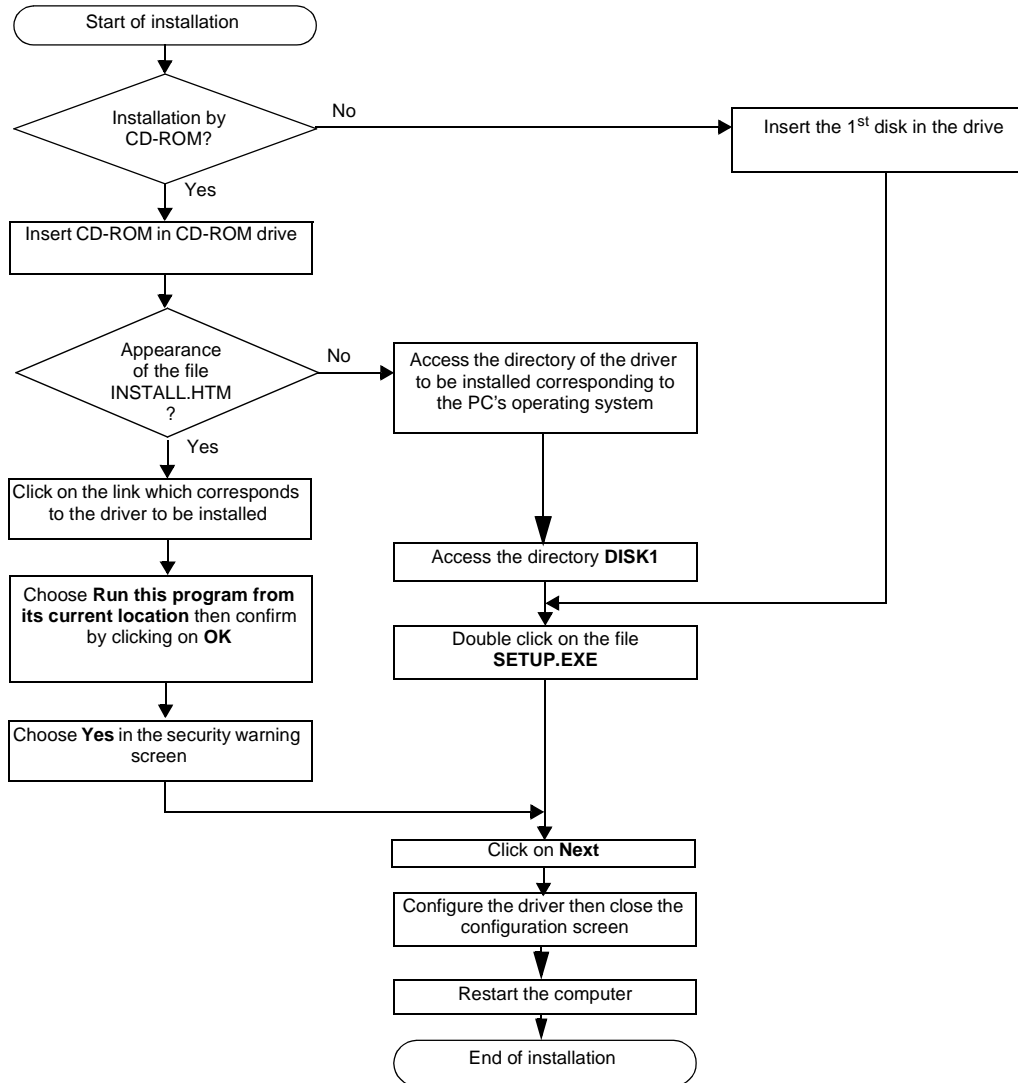 Start of installation
Installation by
CD-ROM?
No
Insert the 1st disk in the drive
Yes
Insert CD-ROM in CD-ROM drive
Appearance
of the file
INSTALL.HTM
?
No
Access the directory of the driver
to be installed corresponding to
the PC's operating system
Yes
Click on the link which corresponds
to the driver to be installed
Access the directory DISK1
Choose Run this program from
its current location then confirm
by clicking on OK
Double click on the file
SETUP.EXE
Choose Yes in the security warning
screen
Click on Next
Configure the driver then close the
configuration screen
Restart the computer
End of installation